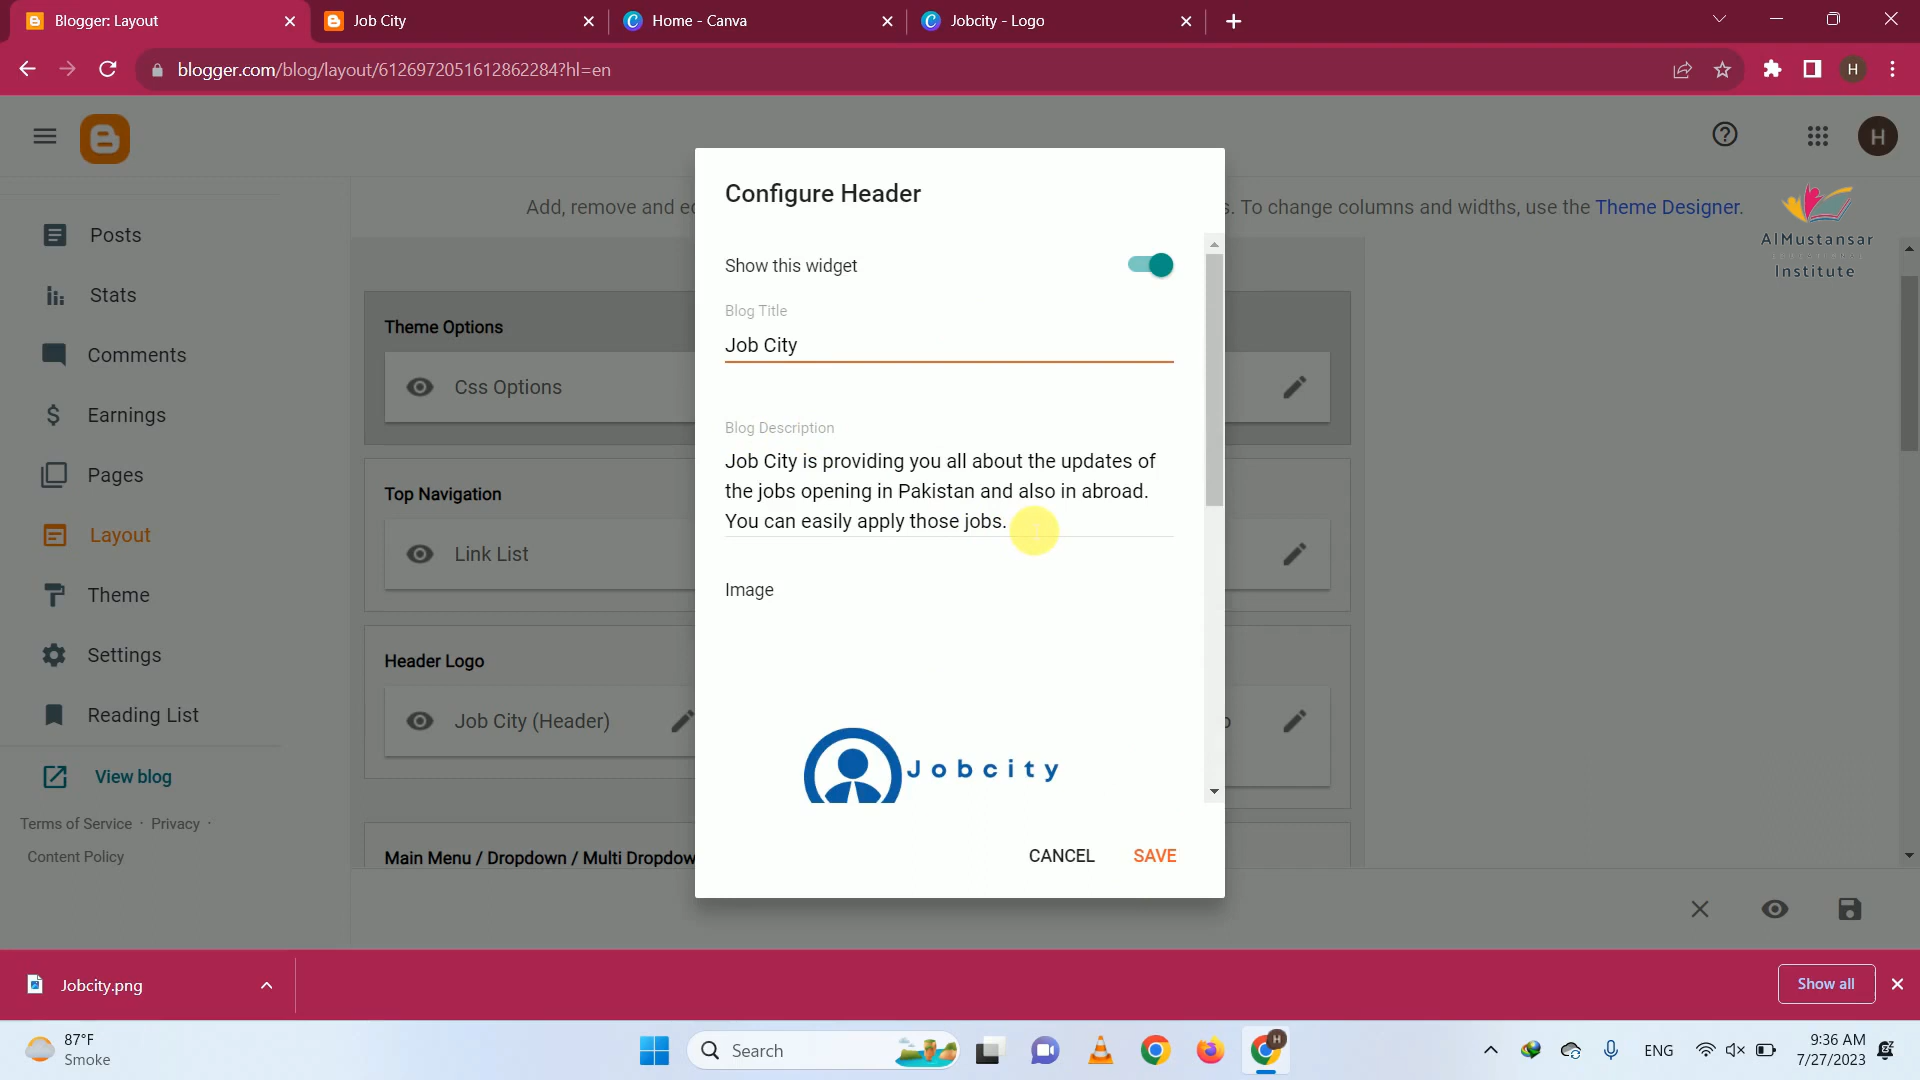 Blogger: Layout
Job City
Home - Canva
Jobcity - Logo
blogger.com/blog/layout/6126972051612862284?hl=en
H
H
Add, remove and e
s. To change columns and widths, use the Theme Designer.
AlMustansar
Institute
Posts
Stats
Comments
Earnings
Pages
Layout
Theme
Settings
Reading List
View blog
Terms of Service · Privacy ·
Content Policy
Theme Options
Css Options
Top Navigation
Link List
Header Logo
Job City (Header)
Main Menu / Dropdown / Multi Dropdow
Configure Header
Show this widget
Blog Title
Job City
Blog Description
Job City is providing you all about the updates of
the jobs opening in Pakistan and also in abroad.
You can easily apply those jobs.
Image
Jobcity
CANCEL
SAVE
Jobcity.png
Show all
87°F
Smoke
Search
H
ENG
9:36 AM
7/27/2023